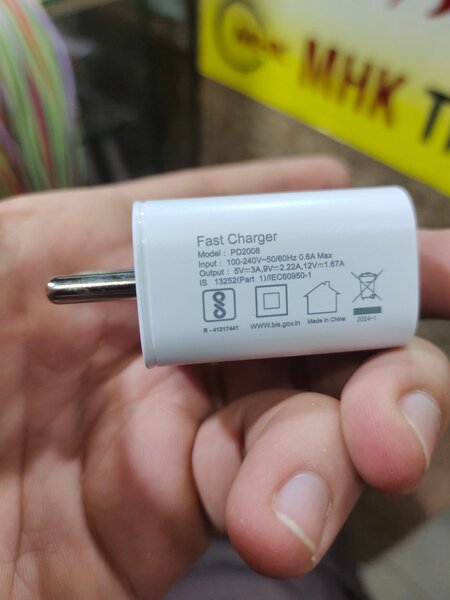 MHK
Fast Charger
Model : PD2008
Input : 100-240V~50/60Hz 0.6A Max
Output : 5V⎓3A,9V⎓2.22A,12V⎓1.67A
IS 13252(Part 1)/IEC60950-1
R - 41217441
www.bis.gov.in
Made in China
2024-1